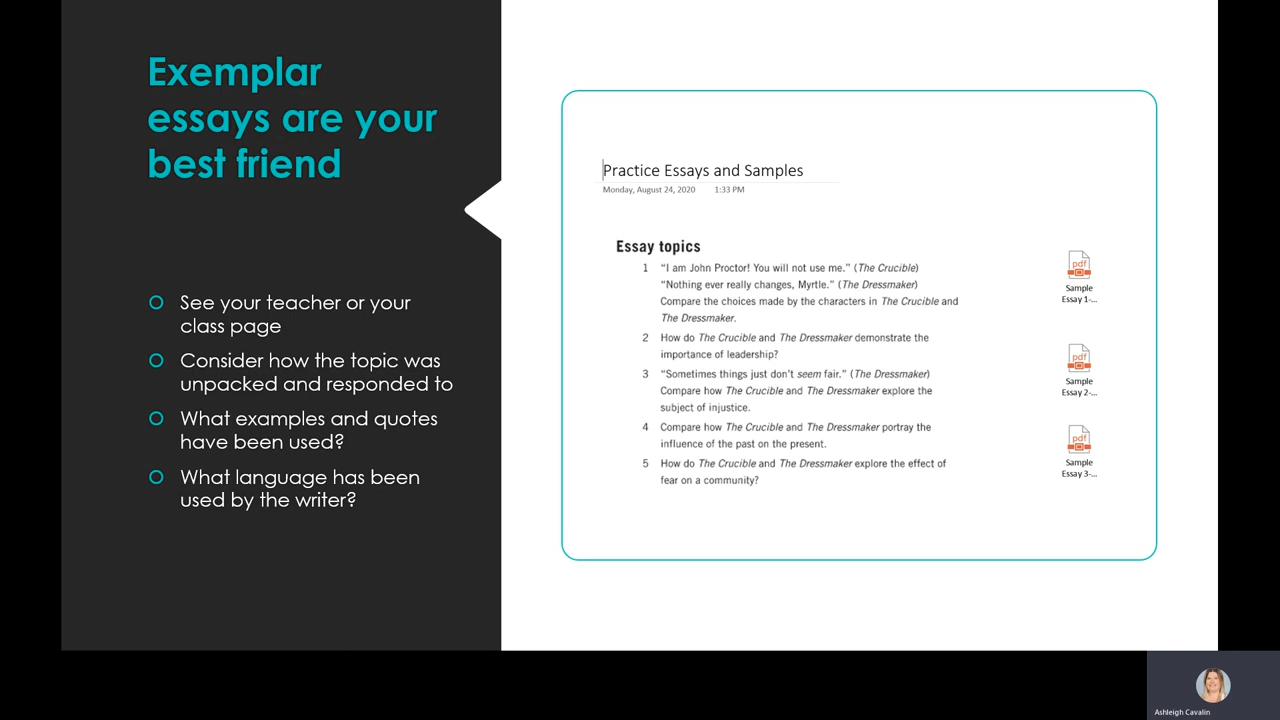 Exemplar
essays are your
best friend
See your teacher or your
class page
Consider how the topic was
unpacked and responded to
What examples and quotes
have been used?
What language has been
used by the writer?
Practice Essays and Samples
Monday, August 24, 2020 1:33 PM
Essay topics
1 “I am John Proctor! You will not use me.” (The Crucible)
“Nothing ever really changes, Myrtle.” (The Dressmaker)
Compare the choices made by the characters in The Crucible and
The Dressmaker.
2 How do The Crucible and The Dressmaker demonstrate the
importance of leadership?
3 “Sometimes things just don’t seem fair.” (The Dressmaker)
Compare how The Crucible and The Dressmaker explore the
subject of injustice.
4 Compare how The Crucible and The Dressmaker portray the
influence of the past on the present.
5 How do The Crucible and The Dressmaker explore the effect of
fear on a community?
pdf
Sample
Essay 1-...
pdf
Sample
Essay 2-...
pdf
Sample
Essay 3-...
Ashleigh Cavalin